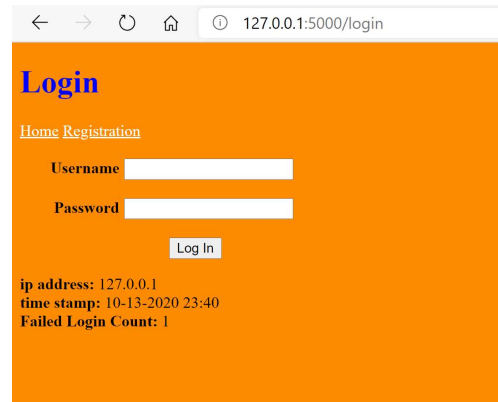 127.0.0.1:5000/login
Login
Home Registration
Username
Password
Log In
ip address: 127.0.0.1
time stamp: 10-13-2020 23:40
Failed Login Count: 1